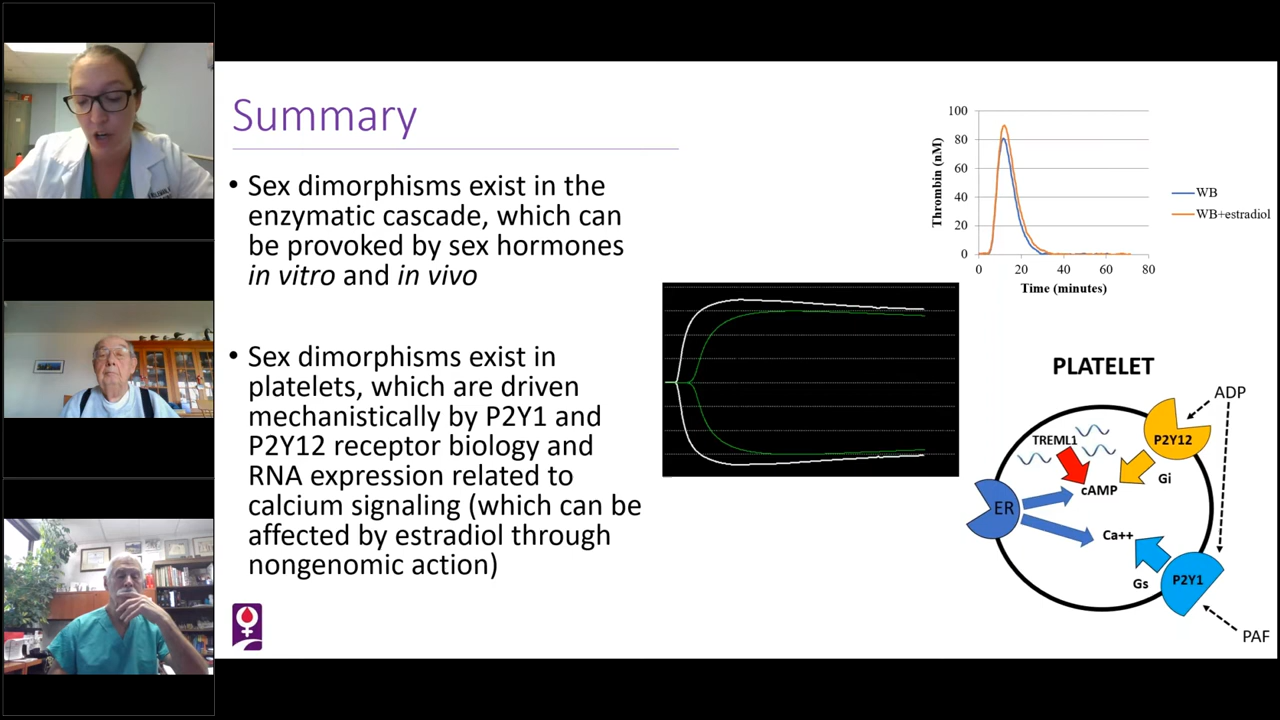 Summary
• Sex dimorphisms exist in the
enzymatic cascade, which can
be provoked by sex hormones
in vitro and in vivo
• Sex dimorphisms exist in
platelets, which are driven
mechanistically by P2Y1 and
P2Y12 receptor biology and
RNA expression related to
calcium signaling (which can be
affected by estradiol through
nongenomic action)
Thrombin (nM)
100
80
60
40
20
0
0 20 40 60 80
Time (minutes)
WB
WB+estradiol
PLATELET
ADP
P2Y12
TREML1
Gi
cAMP
ER
Ca++
Gs
P2Y1
PAF